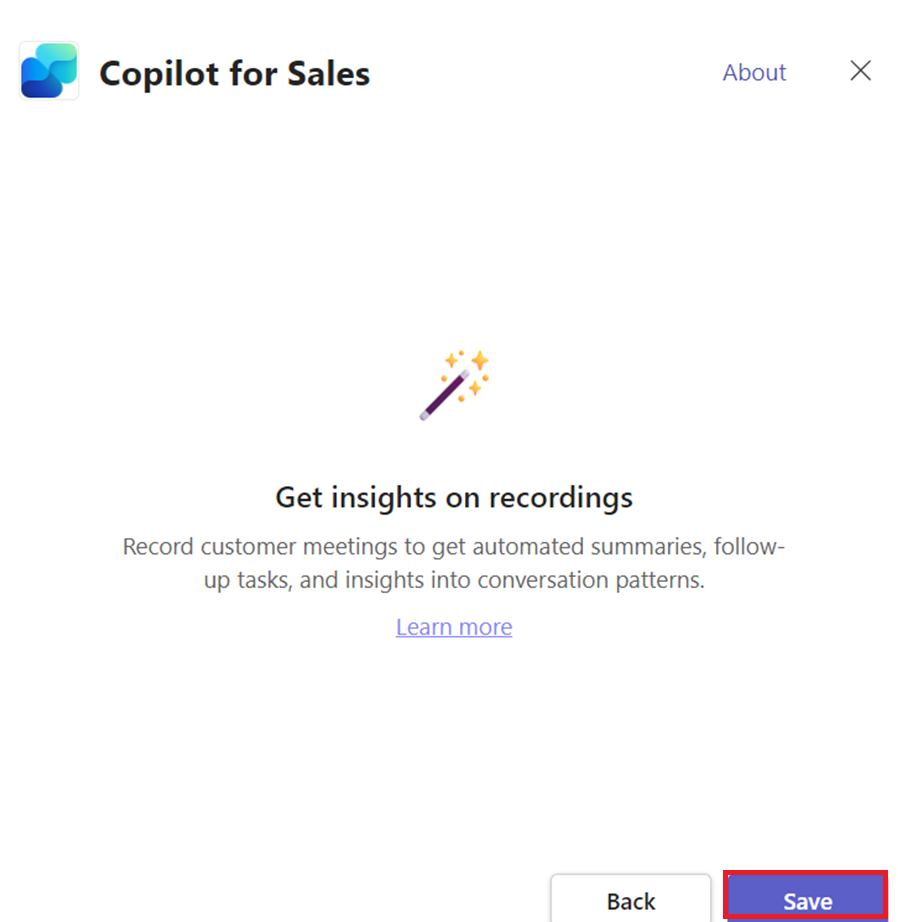 Copilot for Sales
About
Get insights on recordings
Record customer meetings to get automated summaries, follow-
up tasks, and insights into conversation patterns.
Learn more
Back
Save